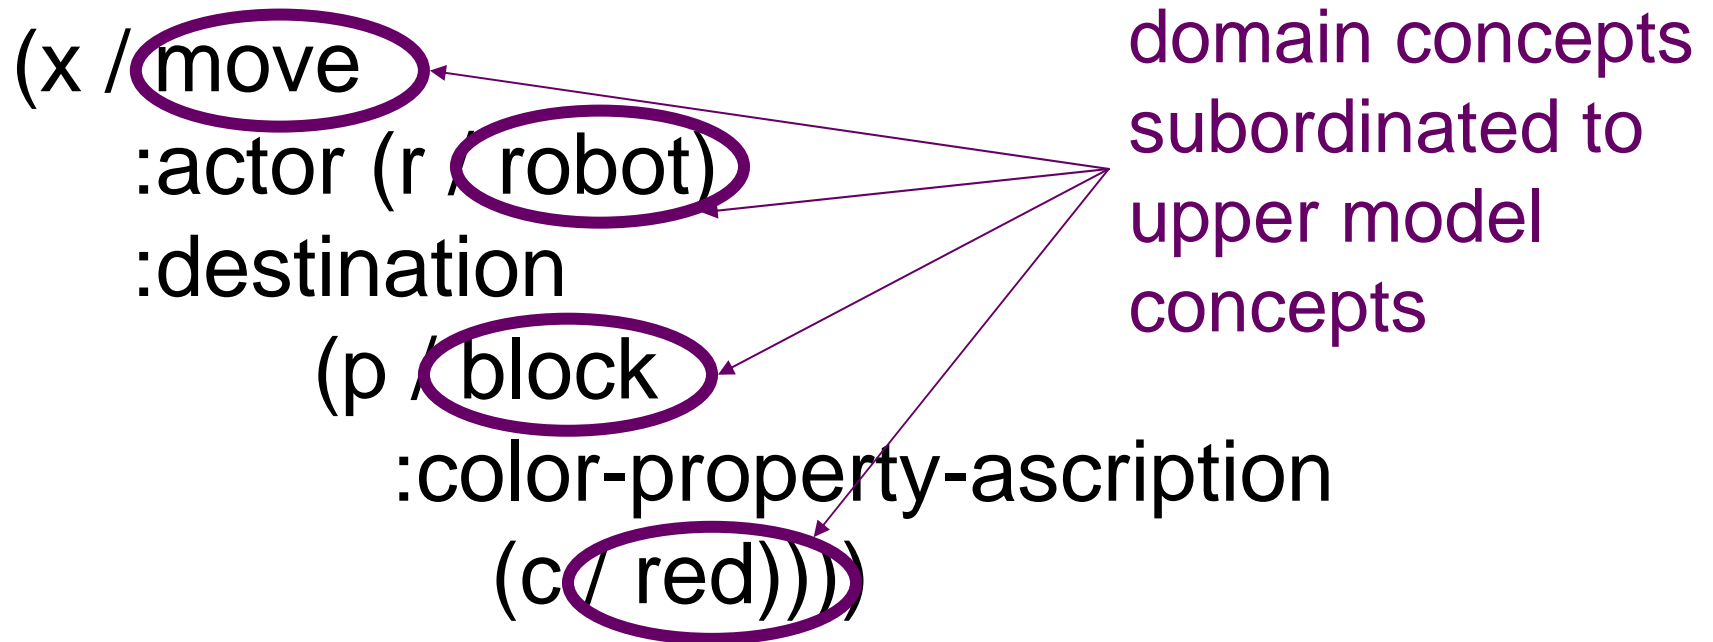 (x / move
:actor (r / robot)
:destination
(p / block
:color-property-ascription
(c / red))))
domain concepts
subordinated to
upper model
concepts